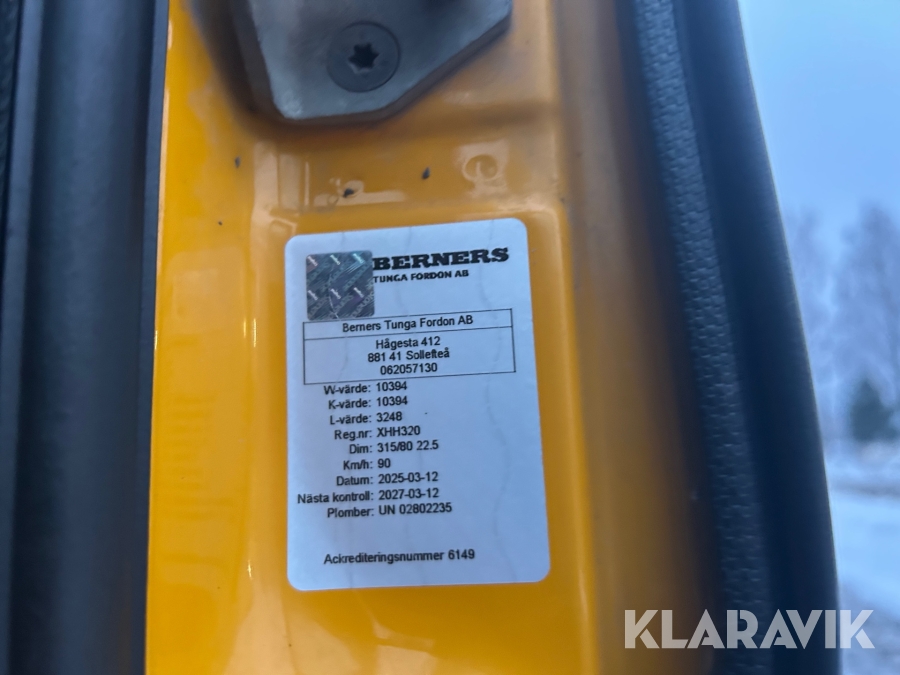 BERNERS
TUNGA FORDON AB
Berners Tunga Fordon AB
Hågesta 412
881 41 Sollefteå
062057130
W-värde: 10394
K-värde: 10394
L-värde: 3248
Reg.nr: XHH320
Dim: 315/80 22.5
Km/h: 90
Datum: 2025-03-12
Nästa kontroll: 2027-03-12
Plomber: UN 02802235
Ackrediteringsnummer 6149
KLARAVIK